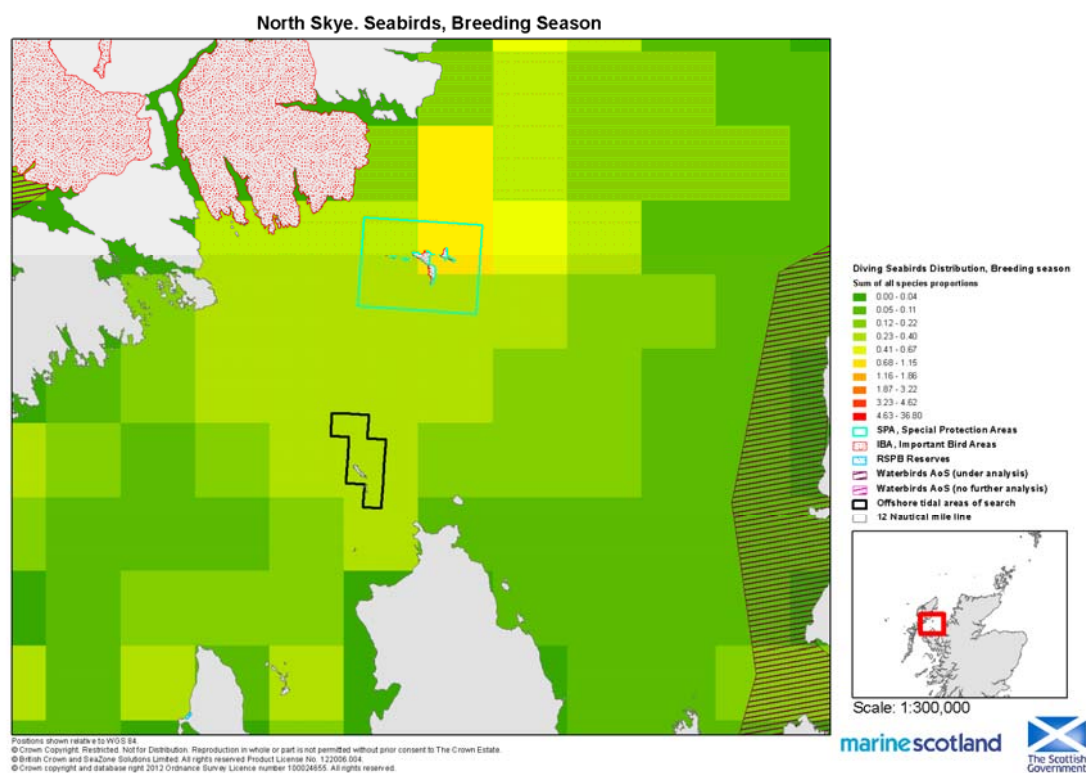 North Skye. Seabirds, Breeding Season
Diving Seabirds Distribution, Breeding season
Sum of all species proportions
0.00 - 0.04
0.05 - 0.11
0.12 - 0.22
0.23 - 0.40
0.41 - 0.67
0.68 - 1.15
1.16 - 1.86
1.87 - 3.22
3.23 - 4.62
4.63 - 36.80
SPA, Special Protection Areas
IBA, Important Bird Areas
RSPB Reserves
Waterbirds AoS (under analysis)
Waterbirds AoS (no further analysis)
Offshore tidal areas of search
12 Nautical mile line
Scale: 1:300,000
Positions shown relative to WGS 84.
© Crown Copyright. Restricted. Not for Distribution. Reproduction in whole or part is not permitted without prior consent to The Crown Estate.
© British Crown and SeaZone Solutions Limited. All rights reserved Product License No. 122006.004.
© Crown copyright and database right 2012 Ordnance Survey Licence number 100024655. All rights reserved.
marinescotland
The Scottish
Government